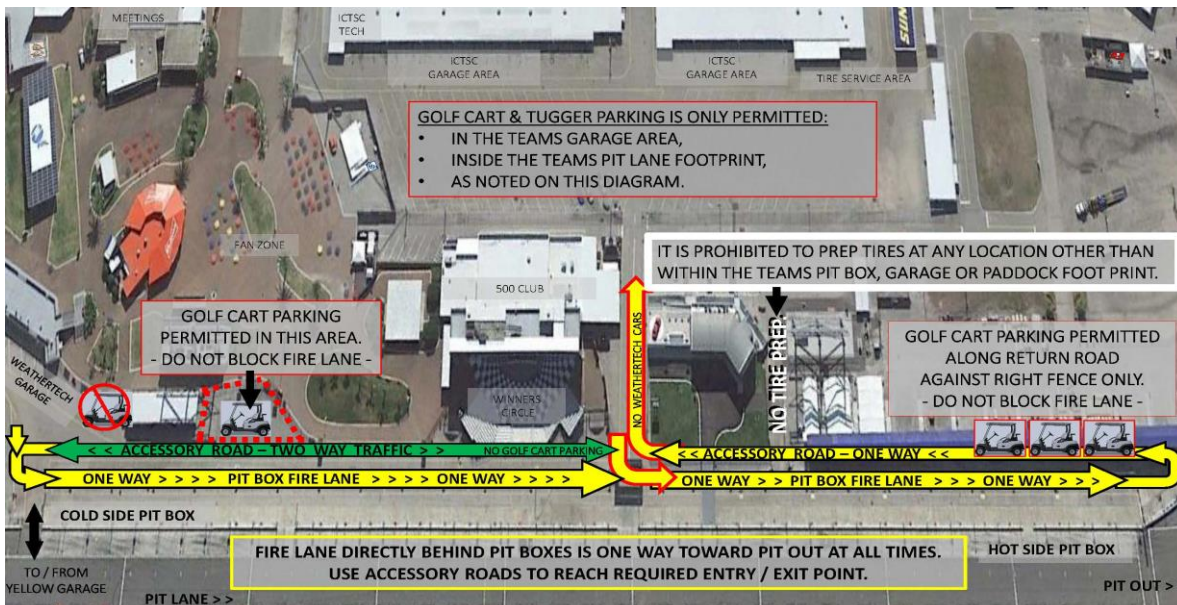 MEETINGS
ICTSC
TECH
ICTSC
GARAGE AREA
ICTSC
GARAGE AREA
TIRE SERVICE AREA
GOLF CART & TUGGER PARKING IS ONLY PERMITTED:
• IN THE TEAMS GARAGE AREA,
• INSIDE THE TEAMS PIT LANE FOOTPRINT,
• AS NOTED ON THIS DIAGRAM.
FAN ZONE
500 CLUB
IT IS PROHIBITED TO PREP TIRES AT ANY LOCATION OTHER THAN
WITHIN THE TEAMS PIT BOX, GARAGE OR PADDOCK FOOT PRINT.
GOLF CART PARKING
PERMITTED IN THIS AREA.
- DO NOT BLOCK FIRE LANE -
NO WEATHERTECH CARS
NO TIRE PREP.
GOLF CART PARKING PERMITTED
ALONG RETURN ROAD
AGAINST RIGHT FENCE ONLY.
- DO NOT BLOCK FIRE LANE -
WEATHERTECH
GARAGE
WINNERS
CIRCLE
<< ACCESSORY ROAD – TWO WAY TRAFFIC > >
NO GOLF CART PARKING
<< ACCESSORY ROAD – ONE WAY <<
ONE WAY > > > > PIT BOX FIRE LANE > > > > ONE WAY > > > >
ONE WAY > > PIT BOX FIRE LANE > > > ONE WAY > > >
COLD SIDE PIT BOX
HOT SIDE PIT BOX
FIRE LANE DIRECTLY BEHIND PIT BOXES IS ONE WAY TOWARD PIT OUT AT ALL TIMES.
USE ACCESSORY ROADS TO REACH REQUIRED ENTRY / EXIT POINT.
TO / FROM
YELLOW GARAGE
PIT LANE > >
PIT OUT >